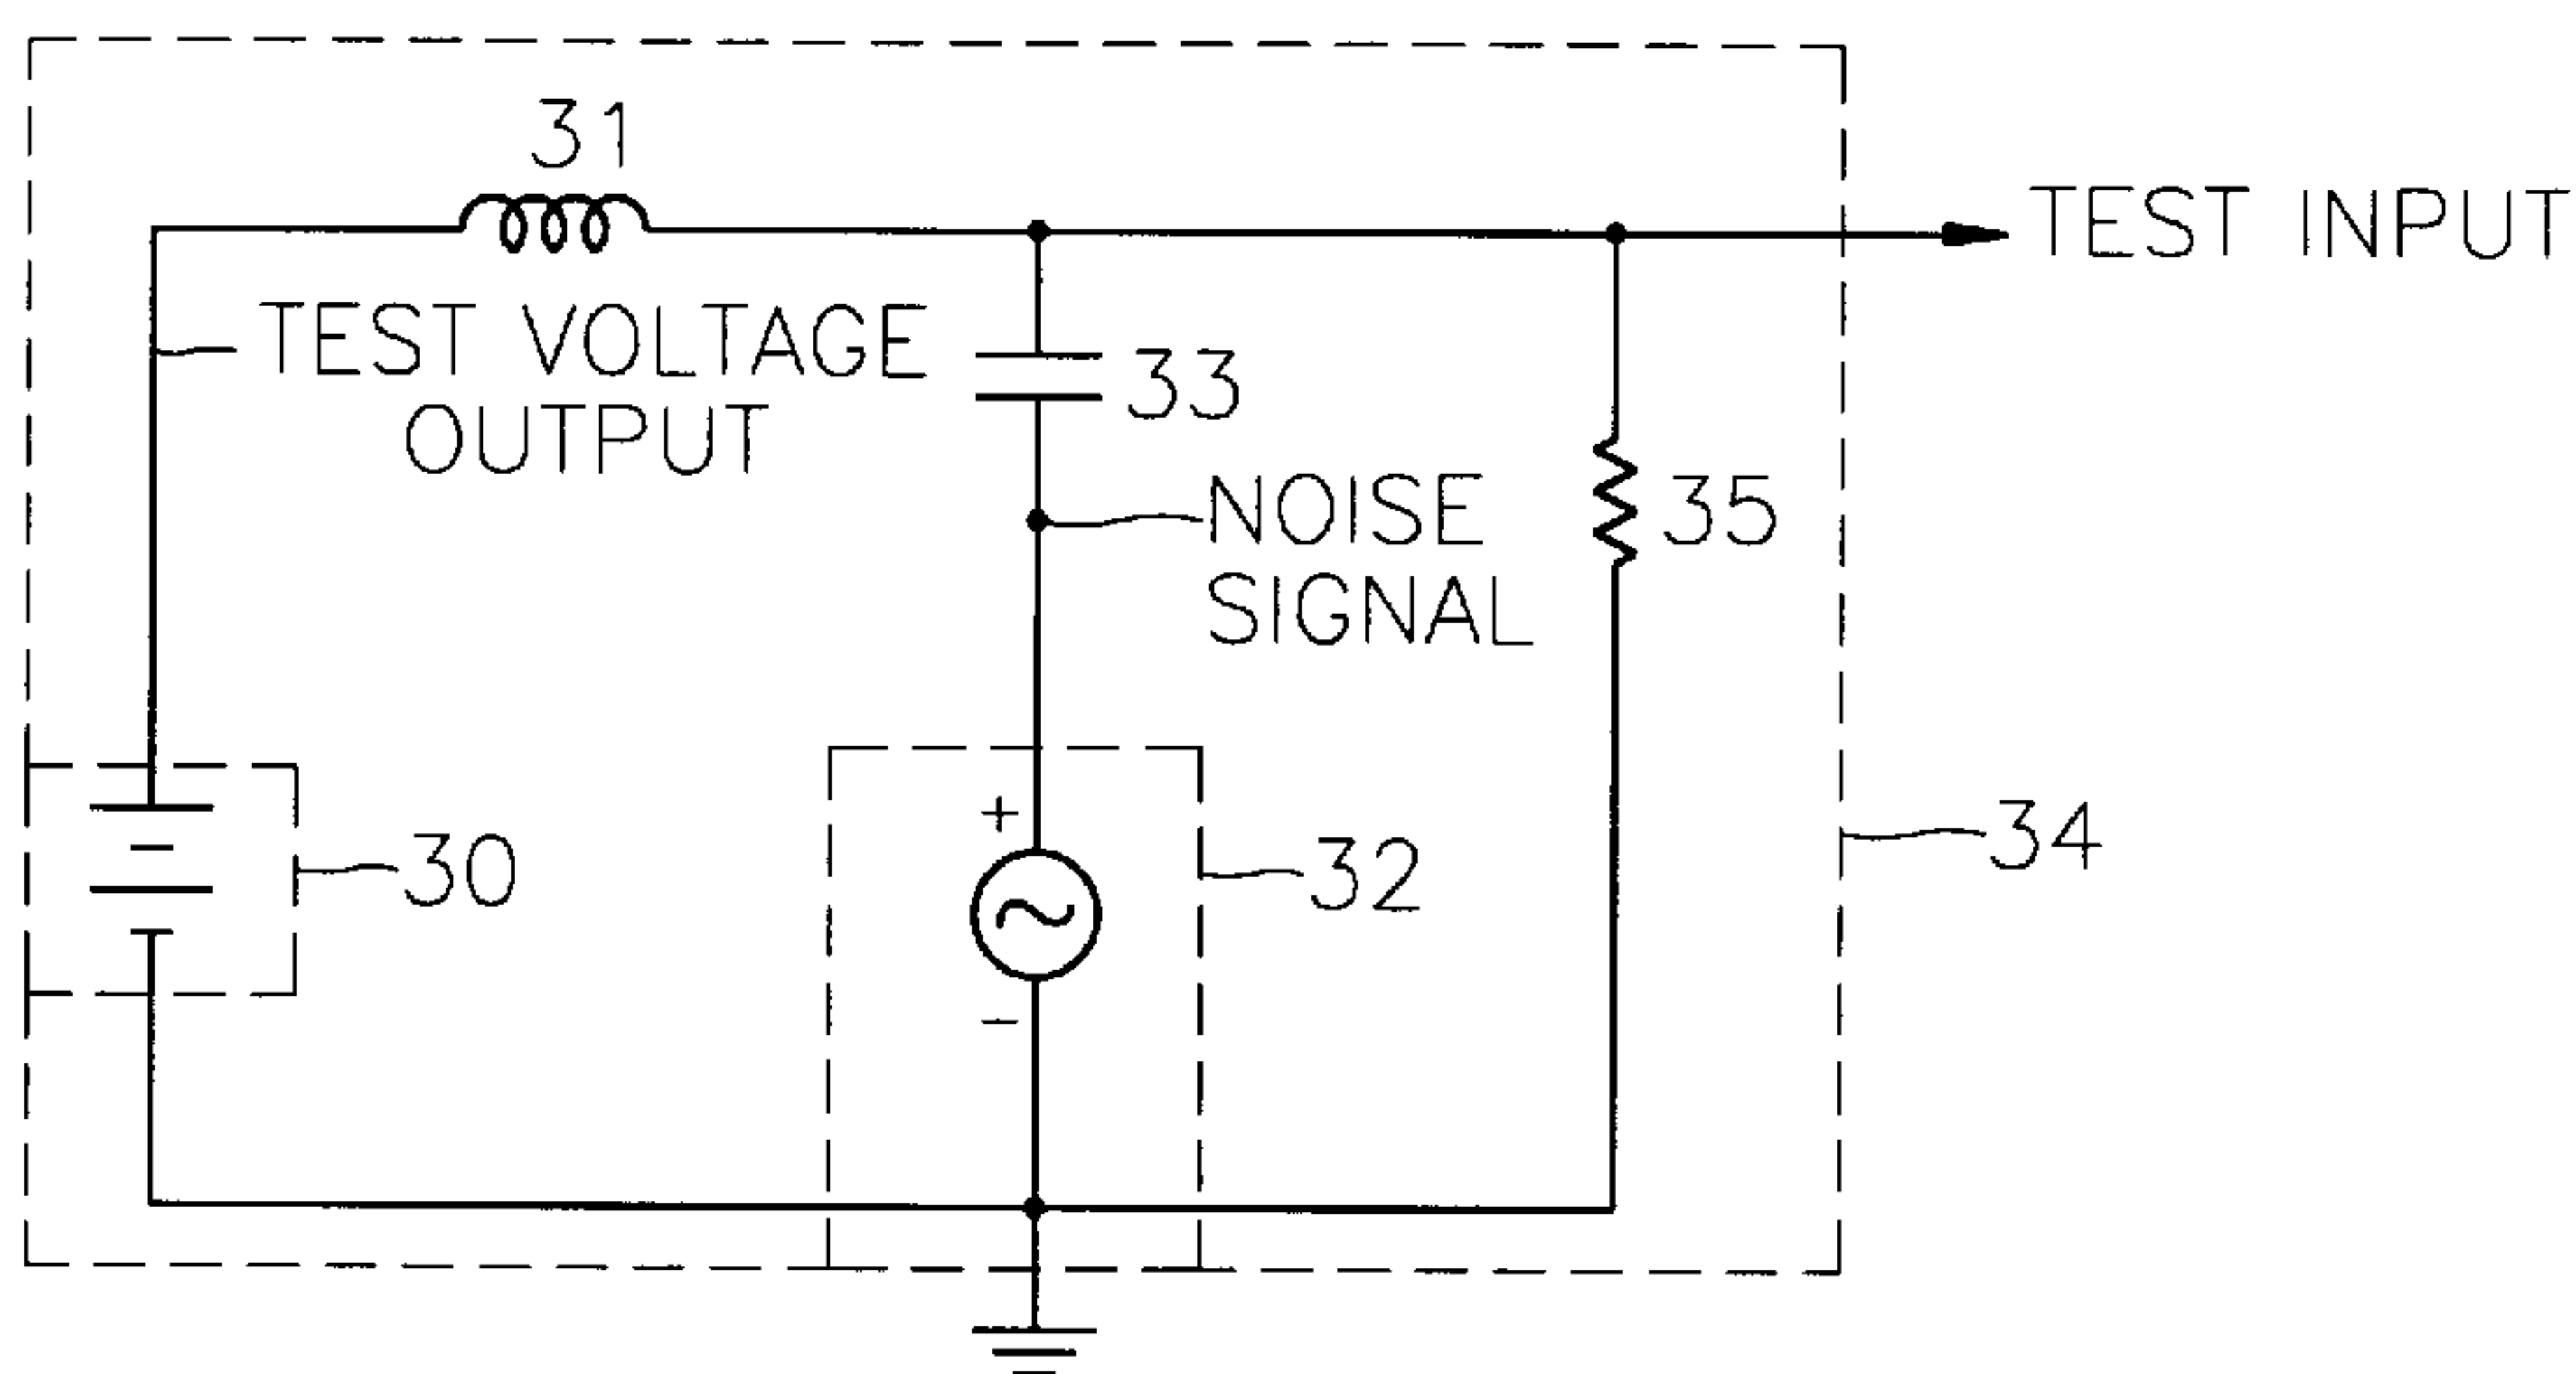 31
TEST INPUT
TEST VOLTAGE
OUTPUT
33
NOISE
SIGNAL
35
+
30
32
34
-